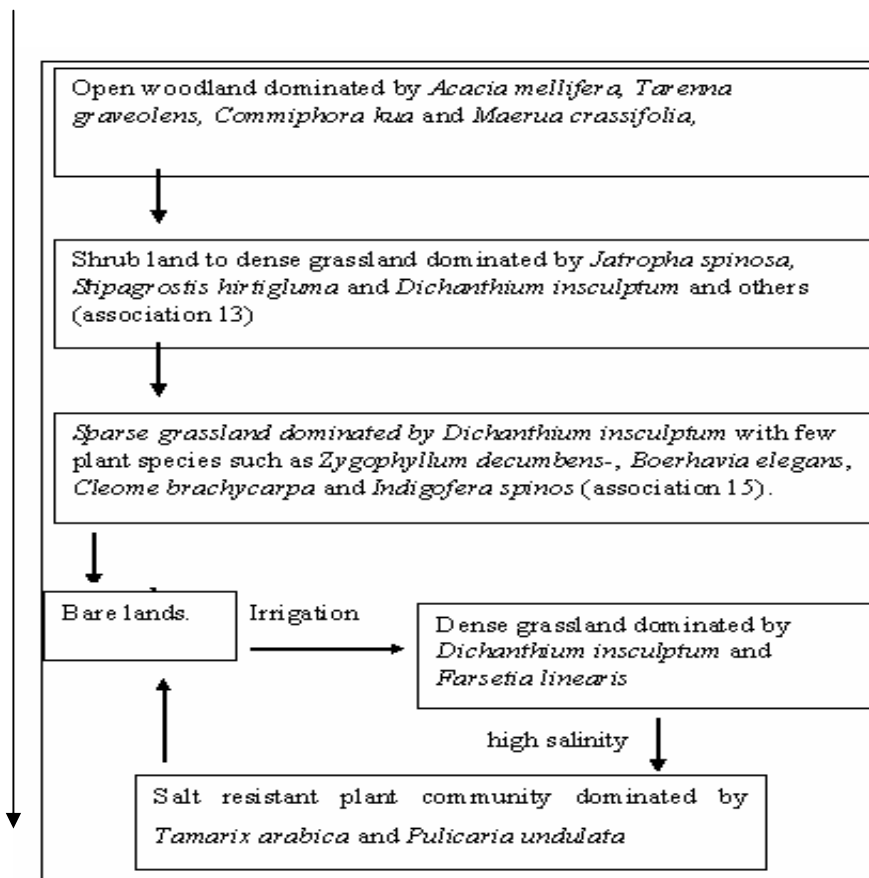 Open woodland dominated by Acacia mellifera, Tarenna
graveolens, Commiphora kua and Maerua crassifolia,
Shrub land to dense grassland dominated by Jatropha spinosa,
Stipagrostis hirtigluma and Dichanthium insculptum and others
(association 13)
Sparse grassland dominated by Dichanthium insculptum with few
plant species such as Zygophyllum decumbens-, Boerhavia elegans,
Cleome brachycarpa and Indigofera spinos (association 15).
Bare lands.
Irrigation
Dense grassland dominated by
Dichanthium insculptum and
Farsetia linearis
high salinity
Salt resistant plant community dominated by
Tamarix arabica and Pulicaria undulata